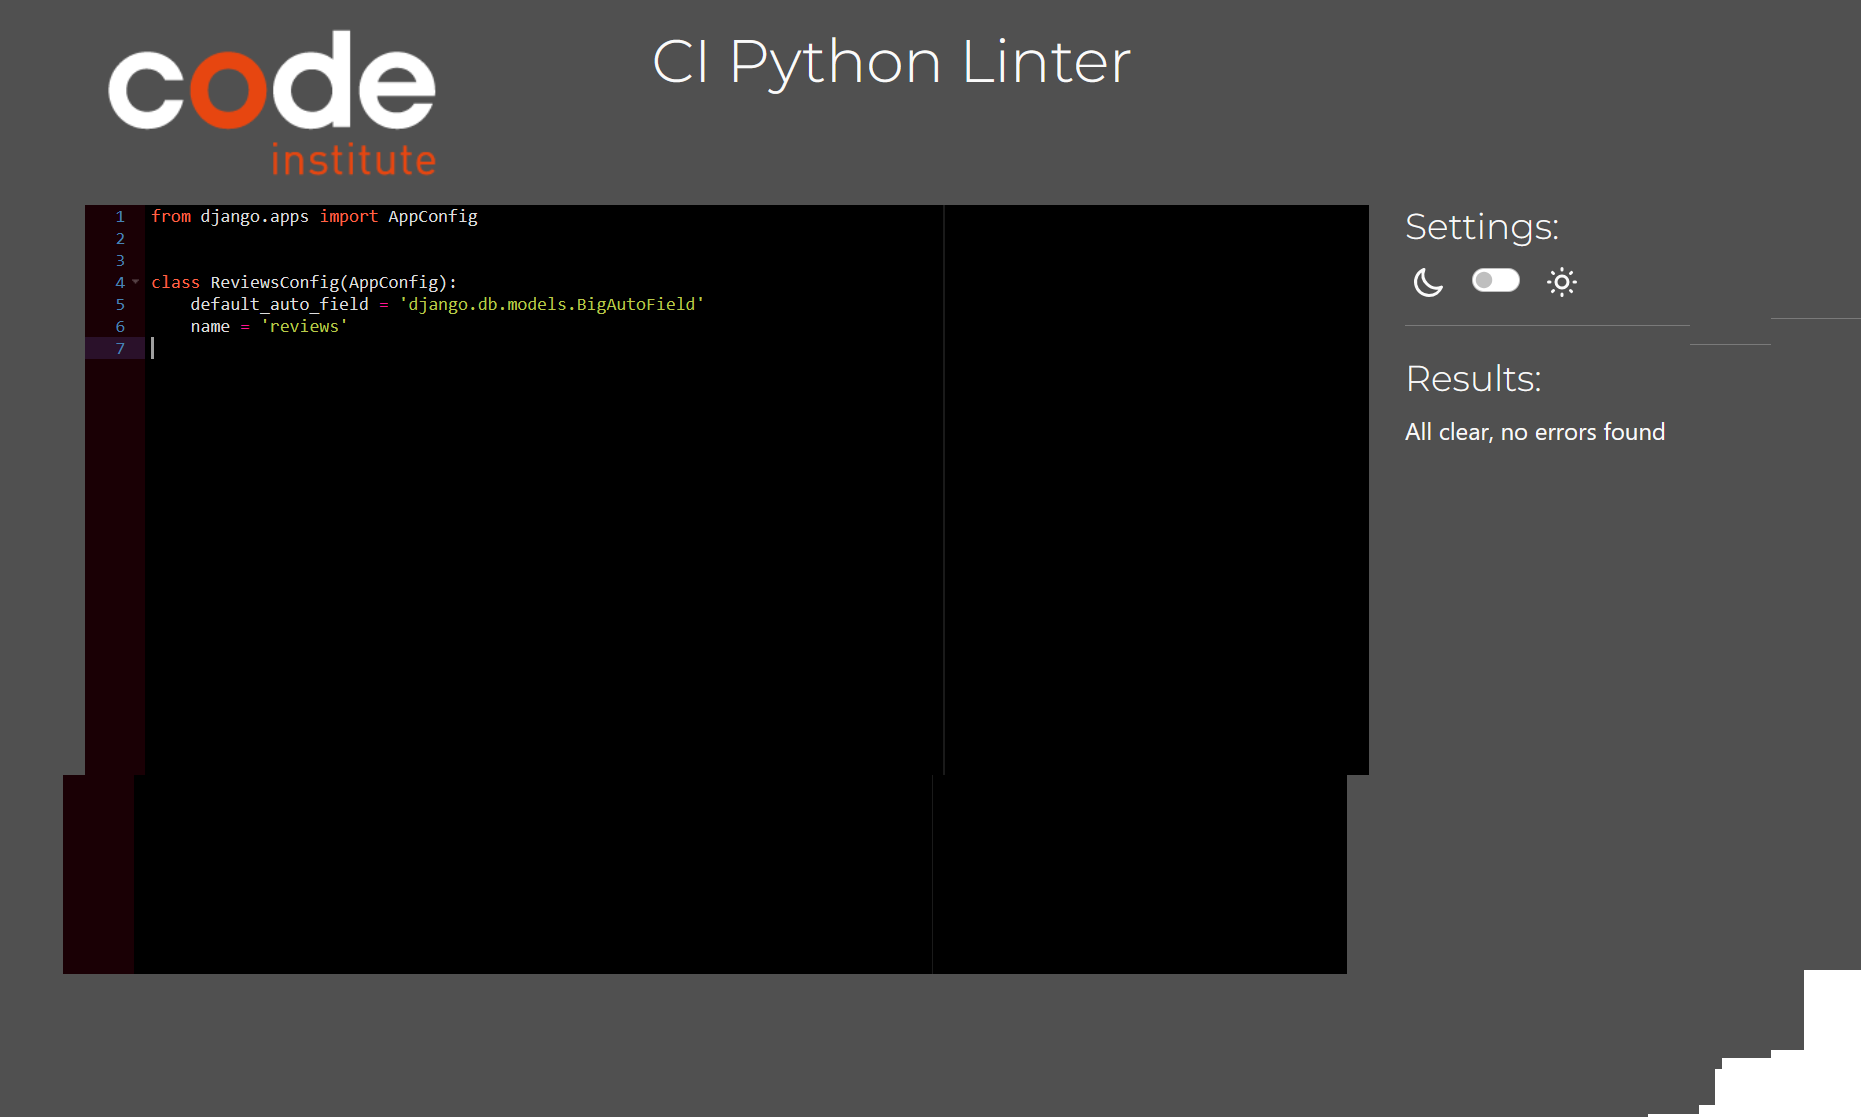 code
institute
CI Python Linter
1 from django.apps import AppConfig
2
3
4 class ReviewsConfig(AppConfig):
5     default_auto_field = 'django.db.models.BigAutoField'
6     name = 'reviews'
7
Settings:
Results:
All clear, no errors found